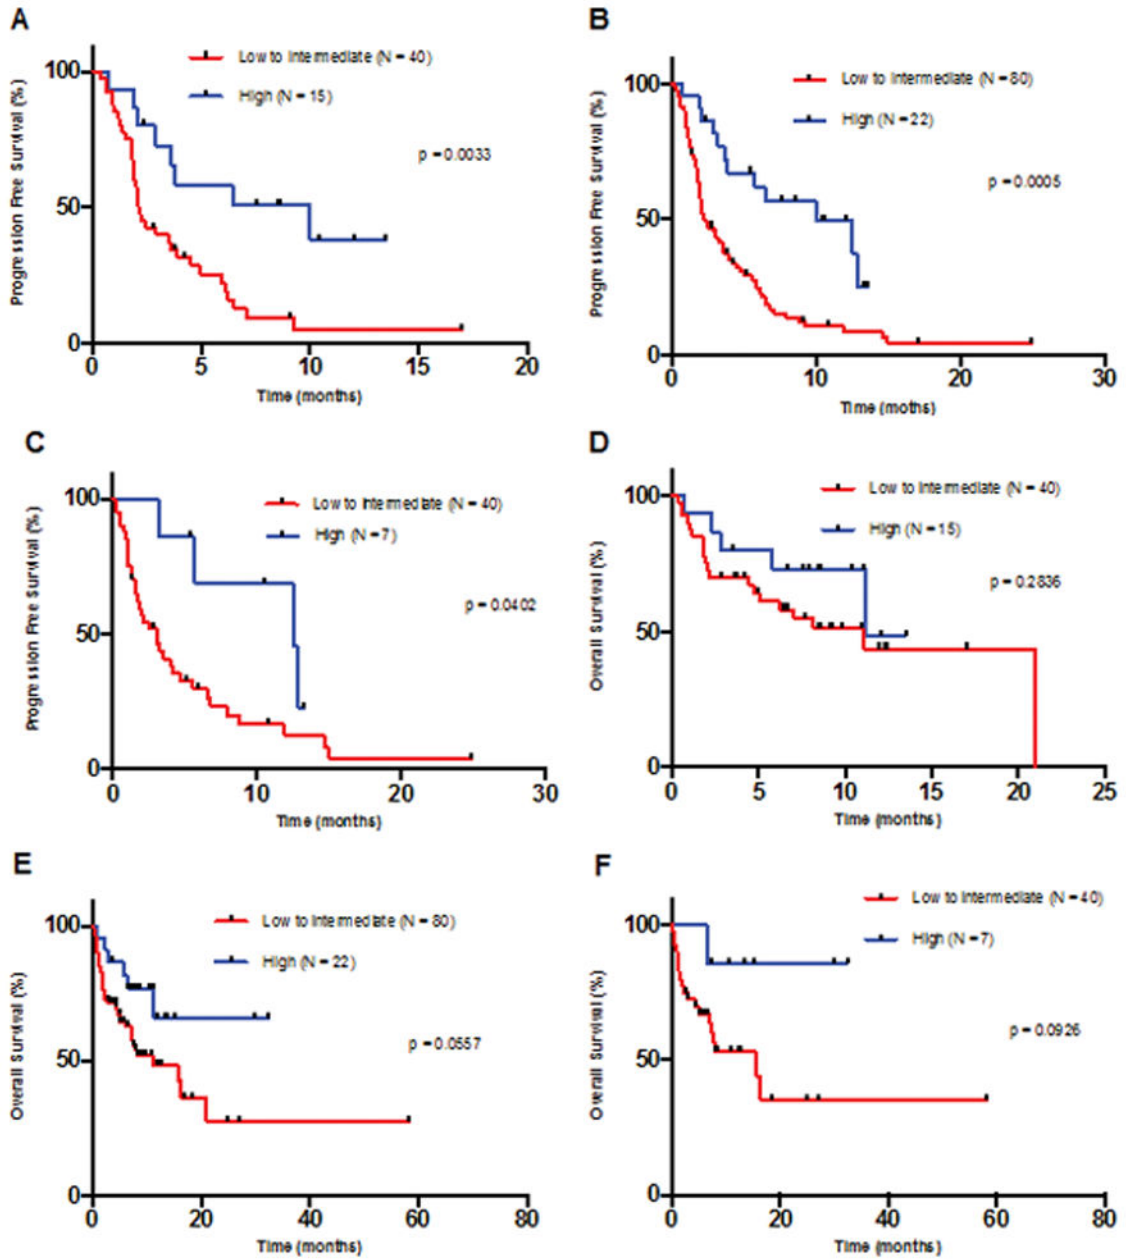 A
Low to Intermediate (N = 40)
High (N = 15)
p = 0.0033
Progression Free Survival (%)
100
50
0
0 5 10 15 20
Time (months)
B
Low to Intermediate (N = 80)
High (N = 22)
p = 0.0005
Progression Free Survival (%)
100
50
0
0 10 20 30
Time (moths)
C
Low to Intermediate (N = 40)
High (N = 7)
p = 0.0402
Progression Free Survival (%)
100
50
0
0 10 20 30
Time (months)
D
Low to Intermediate (N = 40)
High (N = 15)
p = 0.2836
Overall Survival (%)
100
50
0
0 5 10 15 20 25
Time (months)
E
Low to Intermediate (N = 80)
High (N = 22)
p = 0.0557
Overall Survival (%)
100
50
0
0 20 40 60 80
Time (months)
F
Low to Intermediate (N = 40)
High (N = 7)
p = 0.0926
Overall Survival (%)
100
50
0
0 20 40 60 80
Time (months)